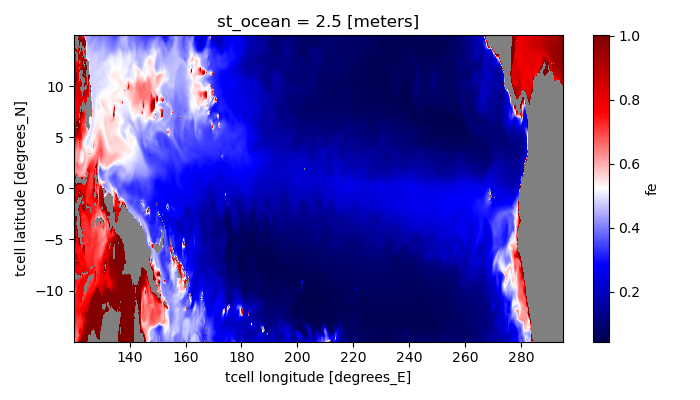 st_ocean = 2.5 [meters]
tcell latitude [degrees_N]
10
5
0
−5
−10
140 160 180 200 220 240 260 280
tcell longitude [degrees_E]
1.0
0.8
0.6
0.4
0.2
fe